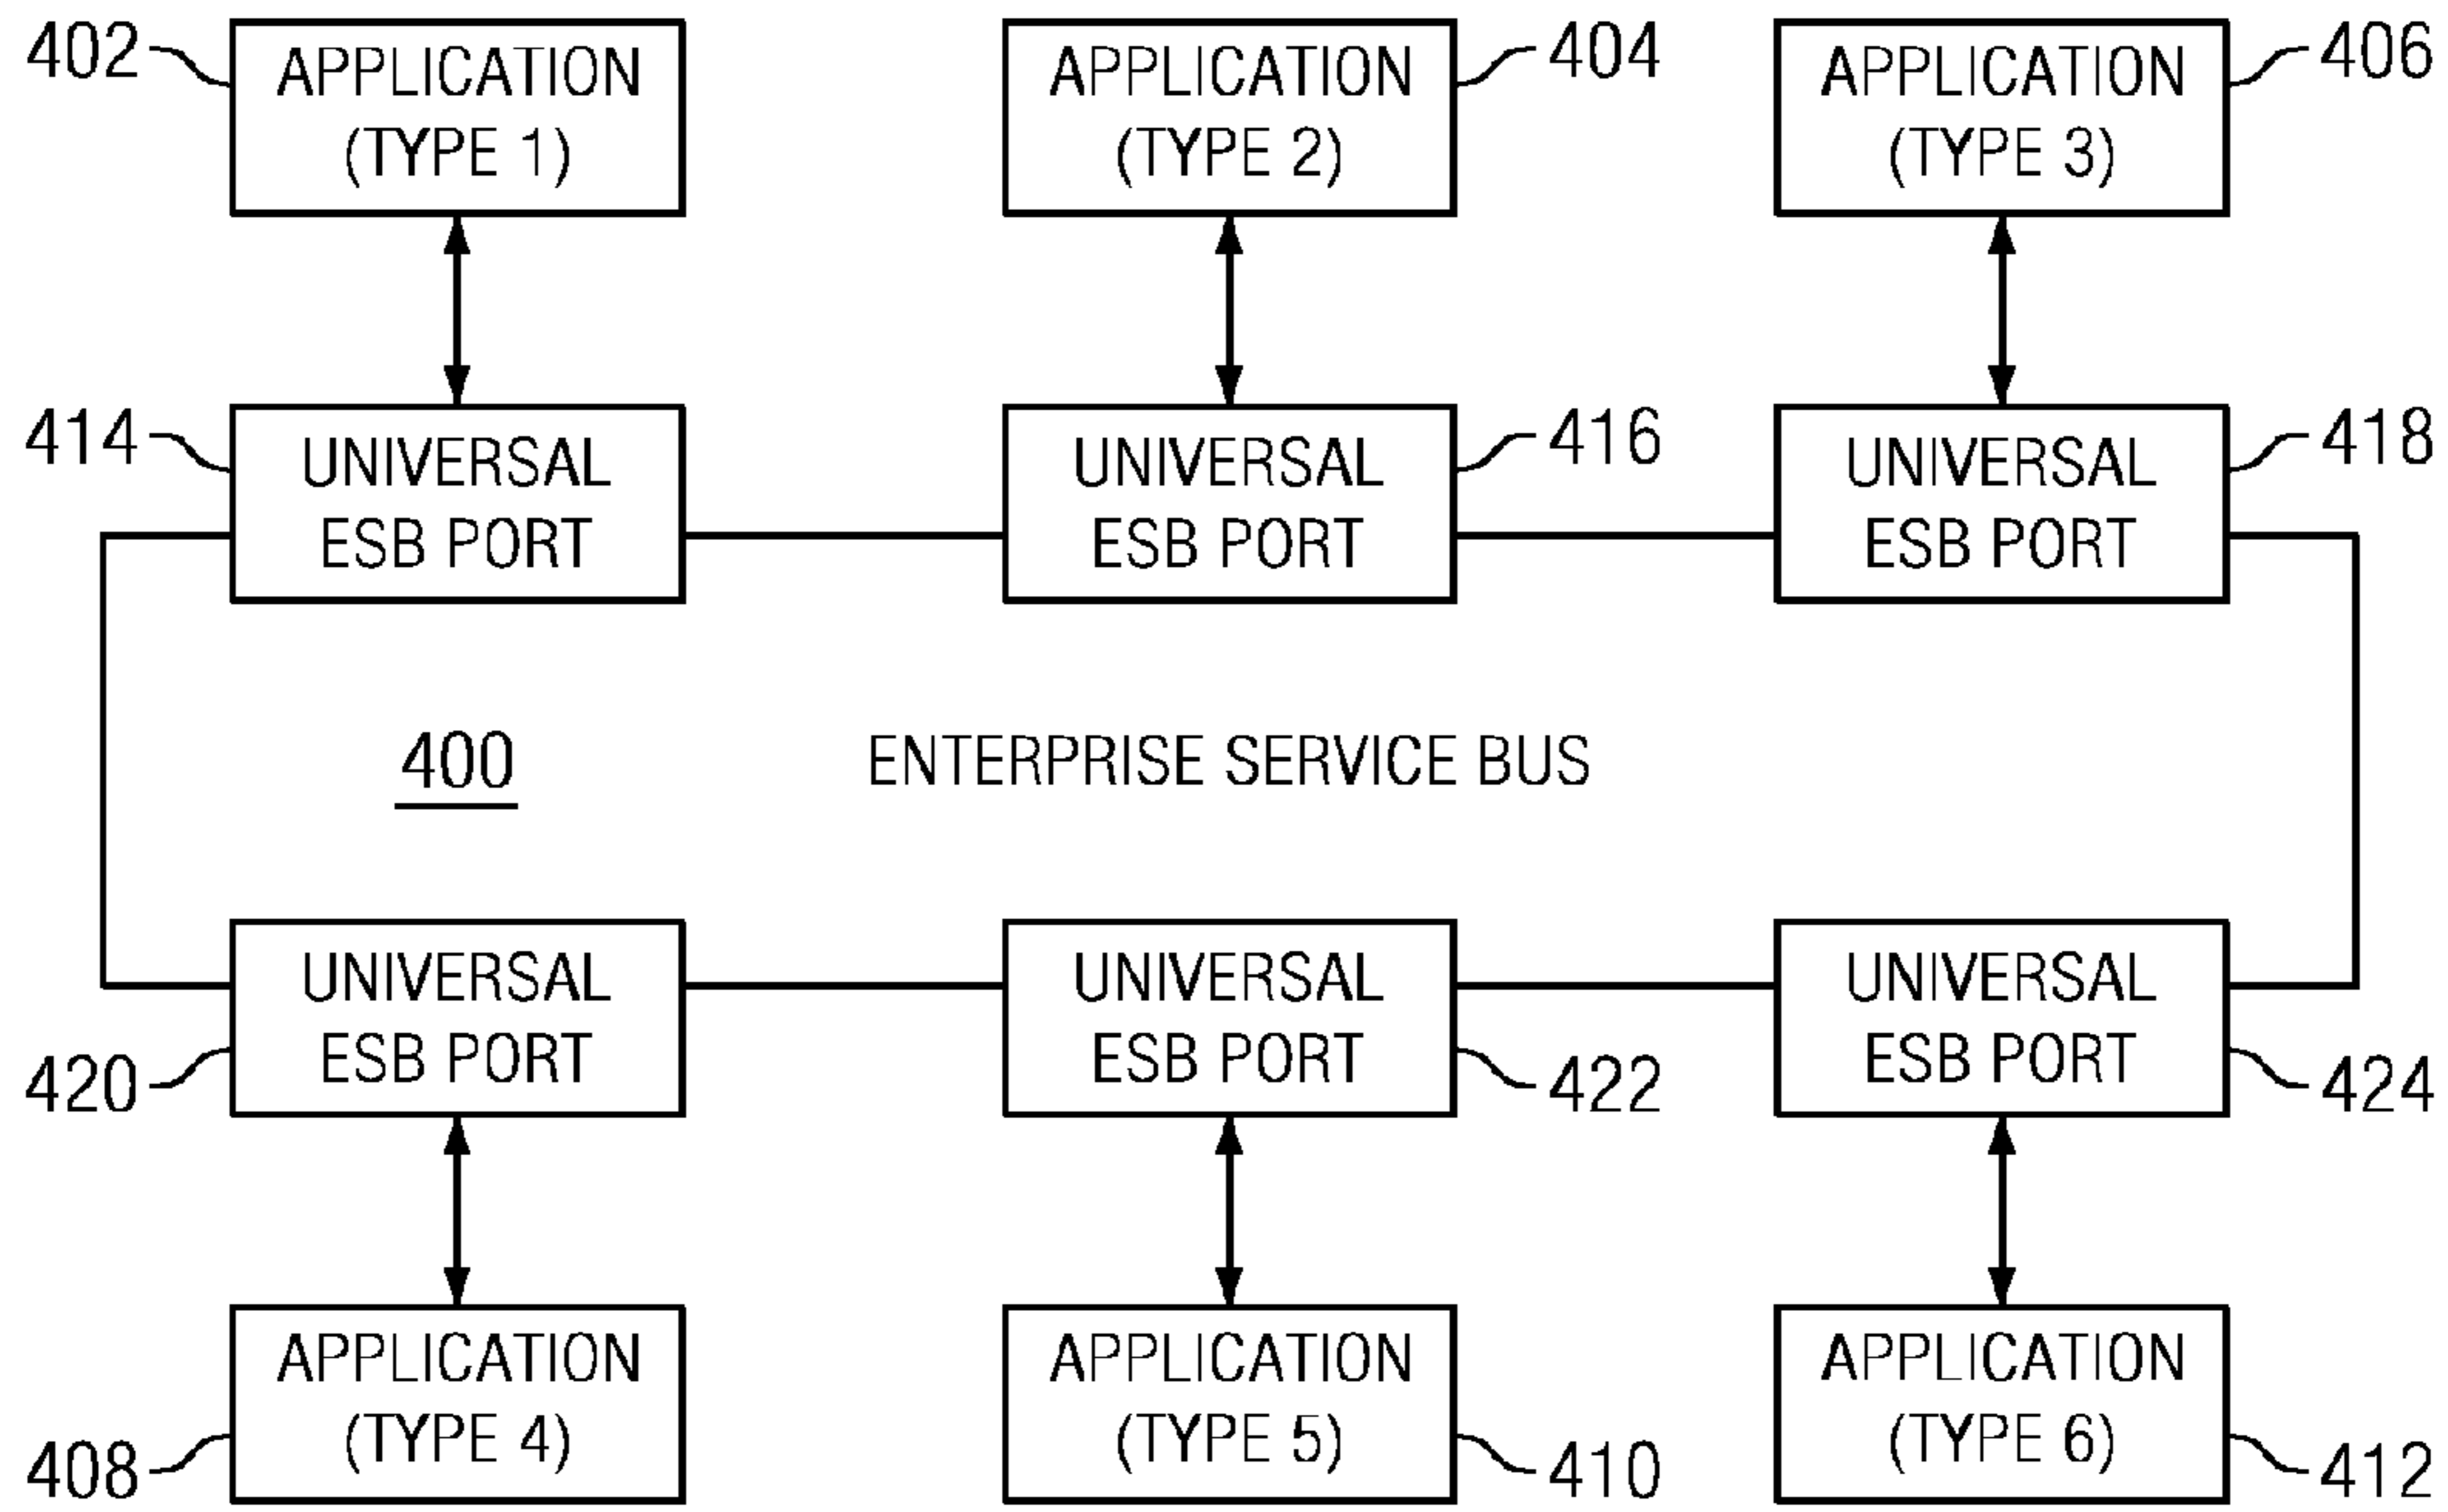 402
APPLICATION
(TYPE 1)
APPLICATION
(TYPE 2)
404
APPLICATION
(TYPE 3)
406
414
UNIVERSAL
ESB PORT
UNIVERSAL
ESB PORT
416
UNIVERSAL
ESB PORT
418
400
ENTERPRISE SERVICE BUS
UNIVERSAL
ESB PORT
420
UNIVERSAL
ESB PORT
422
UNIVERSAL
ESB PORT
424
APPLICATION
(TYPE 4)
408
APPLICATION
(TYPE 5)
410
APPLICATION
(TYPE 6)
412